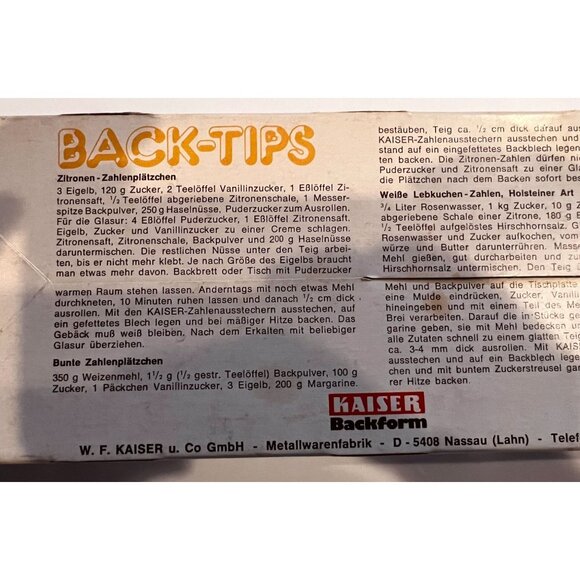 BACK-TIPS
Zitronen-Zahlenplätzchen
3 Eigelb, 120 g Zucker, 2 Teelöffel Vanillinzucker, 1 Eßlöffel Zi-
tronensaft, ½ Teelöffel abgeriebene Zitronenschale, 1 Messer-
spitze Backpulver, 250 g Haselnüsse, Puderzucker zum Ausrollen.
Für die Glasur: 4 Eßlöffel Puderzucker, 1 Eßlöffel Zitronensaft.
Eigelb, Zucker und Vanillinzucker zu einer Creme schlagen.
Zitronensaft, Zitronenschale, Backpulver und 200 g Haselnüsse
daruntermischen. Die restlichen Nüsse unter den Teig arbei-
ten, bis er nicht mehr klebt. Je nach Größe des Eigelbs braucht
man etwas mehr davon. Backbrett oder Tisch mit Puderzucker
bestäuben, Teig ca. ½ cm dick darauf aus
KAISER-Zahlenausstechern ausstechen und
stand auf ein eingefettetes Backblech legen
ten backen. Die Zitronen-Zahlen dürfen ni
Puderzucker und Zitronensaft zu einer G
die Plätzchen nach dem Backen sofort bes
Weiße Lebkuchen-Zahlen, Holsteiner Art
¾ Liter Rosenwasser, 1 kg Zucker, 10 g Z
abgeriebene Schale einer Zitrone, 180 g B
½ Teelöffel aufgelöstes Hirschhornsalz. G
Rosenwasser und Zucker aufkochen, vom
würze und Butter darunterrühren. Masse
Mehl gießen, gut durcharbeiten und zum
Hirschhornsalz untermischen. Den Teig
warmen Raum stehen lassen. Anderntags mit noch etwas Mehl
durchkneten, 10 Minuten ruhen lassen und danach ½ cm dick
ausrollen. Mit den KAISER-Zahlenausstechern ausstechen, auf
ein gefettetes Blech legen und bei mäßiger Hitze backen. Das
Gebäck muß weiß bleiben. Nach dem Erkalten mit beliebiger
Glasur überziehen.
Bunte Zahlenplätzchen
350 g Weizenmehl, 1½ g (½ gestr. Teelöffel) Backpulver, 100 g
Zucker, 1 Päckchen Vanillinzucker, 3 Eigelb, 200 g Margarine.
Mehl und Backpulver auf die Tischplatte
eine Mulde eindrücken, Zucker, Vanill
hineingeben und mit einem Teil des M
Brei verarbeiten. Darauf die in Stücke ge
garine geben, sie mit Mehl bedecken un
alle Zutaten schnell zu einem glatten Teig
ca. 3-4 mm dick ausrollen. Mit KAIS
ausstechen und auf ein Backblech legen
chen und mit buntem Zuckerstreusel gar
rer Hitze backen.
KAISER
Backform
W. F. KAISER u. Co GmbH - Metallwarenfabrik - D - 5408 Nassau (Lahn) - Telef